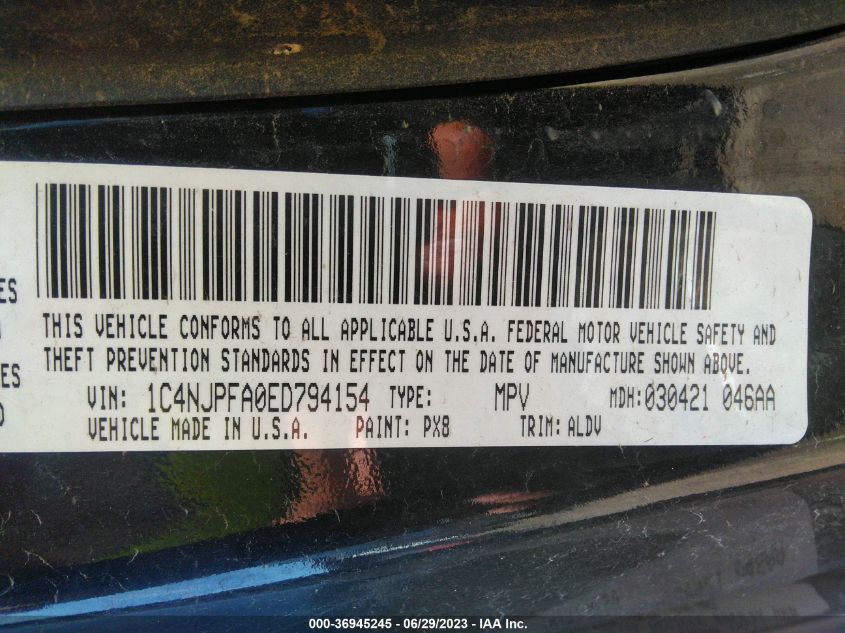 ES
THIS VEHICLE CONFORMS TO ALL APPLICABLE U.S.A. FEDERAL MOTOR VEHICLE SAFETY AND
THEFT PREVENTION STANDARDS IN EFFECT ON THE DATE OF MANUFACTURE SHOWN ABOVE.
ES
VIN: 1C4NJPFA0ED794154 TYPE: MPV MDH:030421 046AA
VEHICLE MADE IN U.S.A. PAINT: PX8 TRIM: ALDV
000-36945245 - 06/29/2023 - IAA Inc.